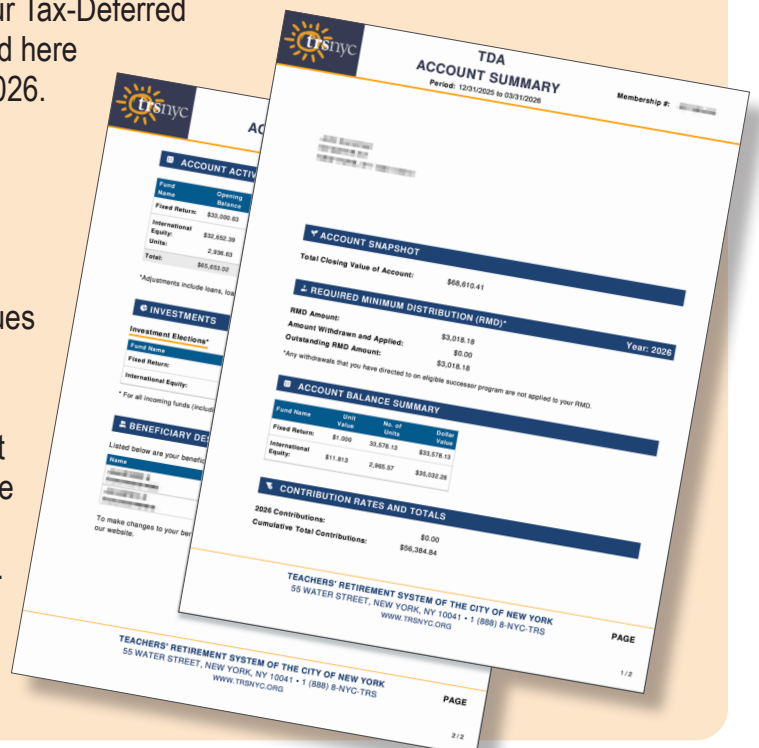 ur Tax-Deferred
d here
026.
ues
t
e
.
trsnyc
TDA
ACCOUNT SUMMARY
Period: 12/31/2025 to 03/31/2026
Membership #:
ACCOUNT SNAPSHOT
Total Closing Value of Account: $68,610.41
REQUIRED MINIMUM DISTRIBUTION (RMD)* Year: 2026
RMD Amount: $3,018.18
Amount Withdrawn and Applied: $0.00
Outstanding RMD Amount: $3,018.18
*Any withdrawals that you have directed to an eligible successor program are not applied to your RMD.
ACCOUNT BALANCE SUMMARY
Fund Name Unit Value No. of Units Dollar Value
Fixed Return: $1.000 33,578.13 $33,578.13
International Equity: $11.813 2,965.57 $35,032.28
CONTRIBUTION RATES AND TOTALS
2026 Contributions: $0.00
Cumulative Total Contributions: $56,384.84
TEACHERS' RETIREMENT SYSTEM OF THE CITY OF NEW YORK
55 WATER STREET, NEW YORK, NY 10041 • 1 (888) 8-NYC-TRS
WWW.TRSNYC.ORG
PAGE
1/2
trsnyc
AC
ACCOUNT ACTIV
Fund Name Opening Balance
Fixed Return: $33,000.63
International Equity: $32,652.39
Units: 2,936.63
Total: $65,653.02
*Adjustments include loans, loa
INVESTMENTS
Investment Elections*
Fund Name
Fixed Return:
International Equity:
* For all incoming funds (includi
BENEFICIARY DES
Listed below are your benefic
Name
To make changes to your ber
our website.
TEACHERS' RETIREMENT SYSTEM OF THE CITY OF NEW YORK
55 WATER STREET, NEW YORK, NY 10041 • 1 (888) 8-NYC-TRS
WWW.TRSNYC.ORG
PAGE
2/2